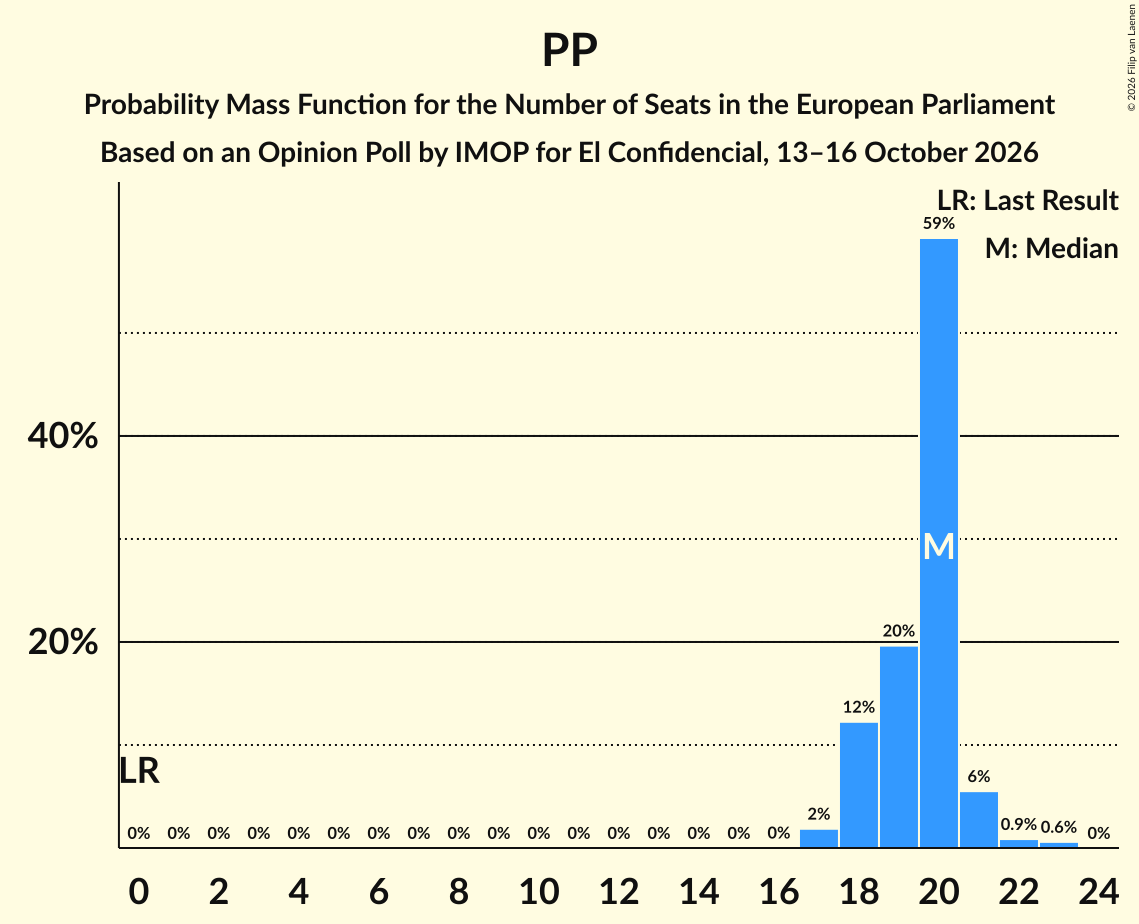 PP
Probability Mass Function for the Number of Seats in the European Parliament
Based on an Opinion Poll by IMOP for El Confidencial, 13–16 October 2026
© 2026 Filip van Laenen
LR: Last Result
M: Median
59%
40%
M
20%
20%
12%
LR
6%
2%
0.9% 0.6%
0% 0% 0% 0% 0% 0% 0% 0% 0% 0% 0% 0% 0% 0% 0% 0% 0% 0%
0 2 4 6 8 10 12 14 16 18 20 22 24